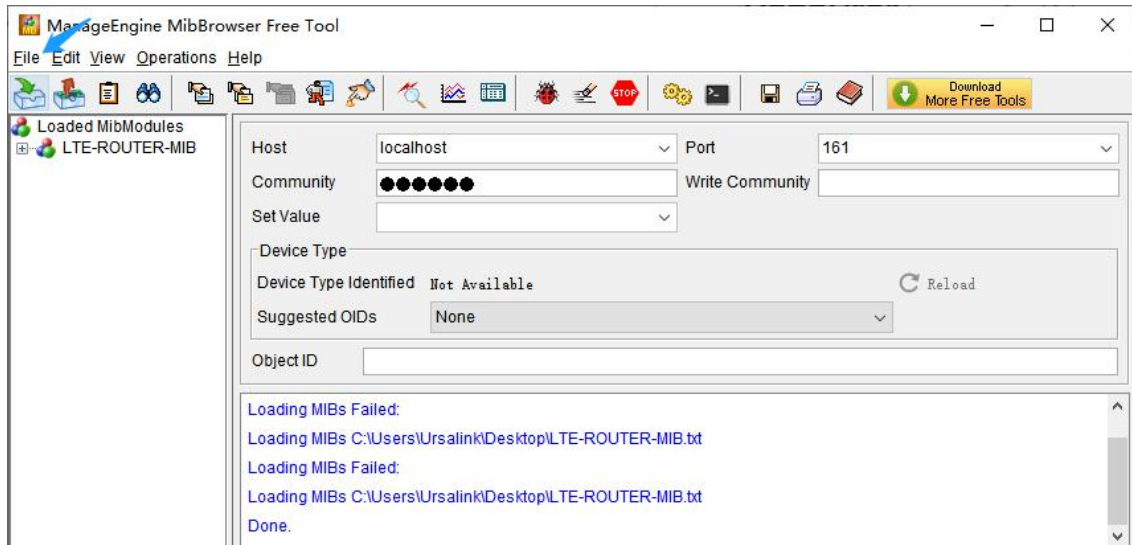 ManageEngine MibBrowser Free Tool
File Edit View Operations Help
STOP
Download
More Free Tools
Loaded MibModules
LTE-ROUTER-MIB
Host localhost Port 161
Community ●●●●●● Write Community
Set Value
Device Type
Device Type Identified Not Available Reload
Suggested OIDs None
Object ID
Loading MIBs Failed:
Loading MIBs C:\Users\Ursalink\Desktop\LTE-ROUTER-MIB.txt
Loading MIBs Failed:
Loading MIBs C:\Users\Ursalink\Desktop\LTE-ROUTER-MIB.txt
Done.